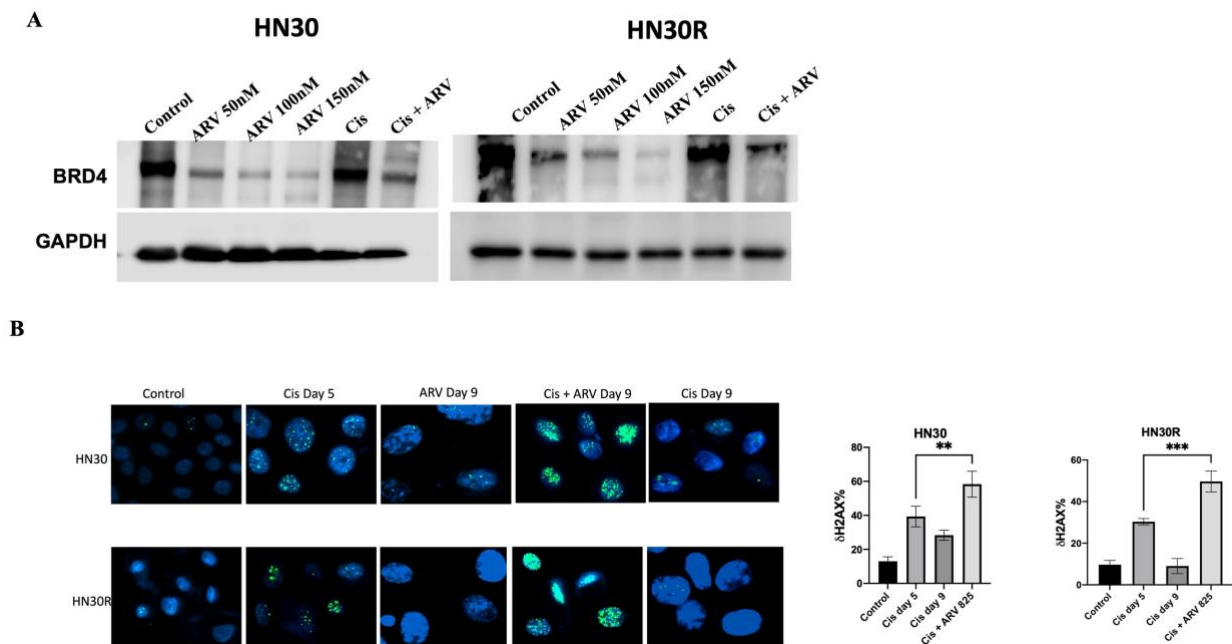 A
HN30
HN30R
Control
ARV 50nM
ARV 100nM
ARV 150nM
Cis
Cis + ARV
Control
ARV 50nM
ARV 100nM
ARV 150nM
Cis
Cis + ARV
BRD4
GAPDH
B
Control
Cis Day 5
ARV Day 9
Cis + ARV Day 9
Cis Day 9
HN30
HN30R
HN30
**
δH2AX%
80
60
40
20
0
Control
Cis day 5
Cis day 9
Cis + ARV 825
HN30R
***
δH2AX%
60
40
20
0
Control
Cis day 5
Cis day 9
Cis + ARV 825